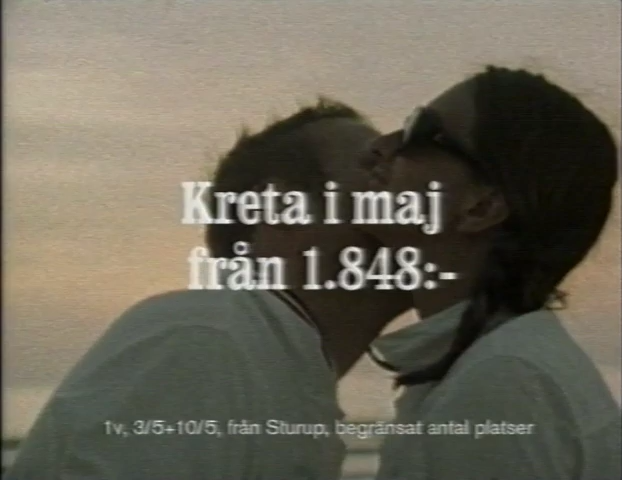 Kreta i maj
från 1.848:-
1v, 3/5+10/5, från Sturup, begränsat antal platser